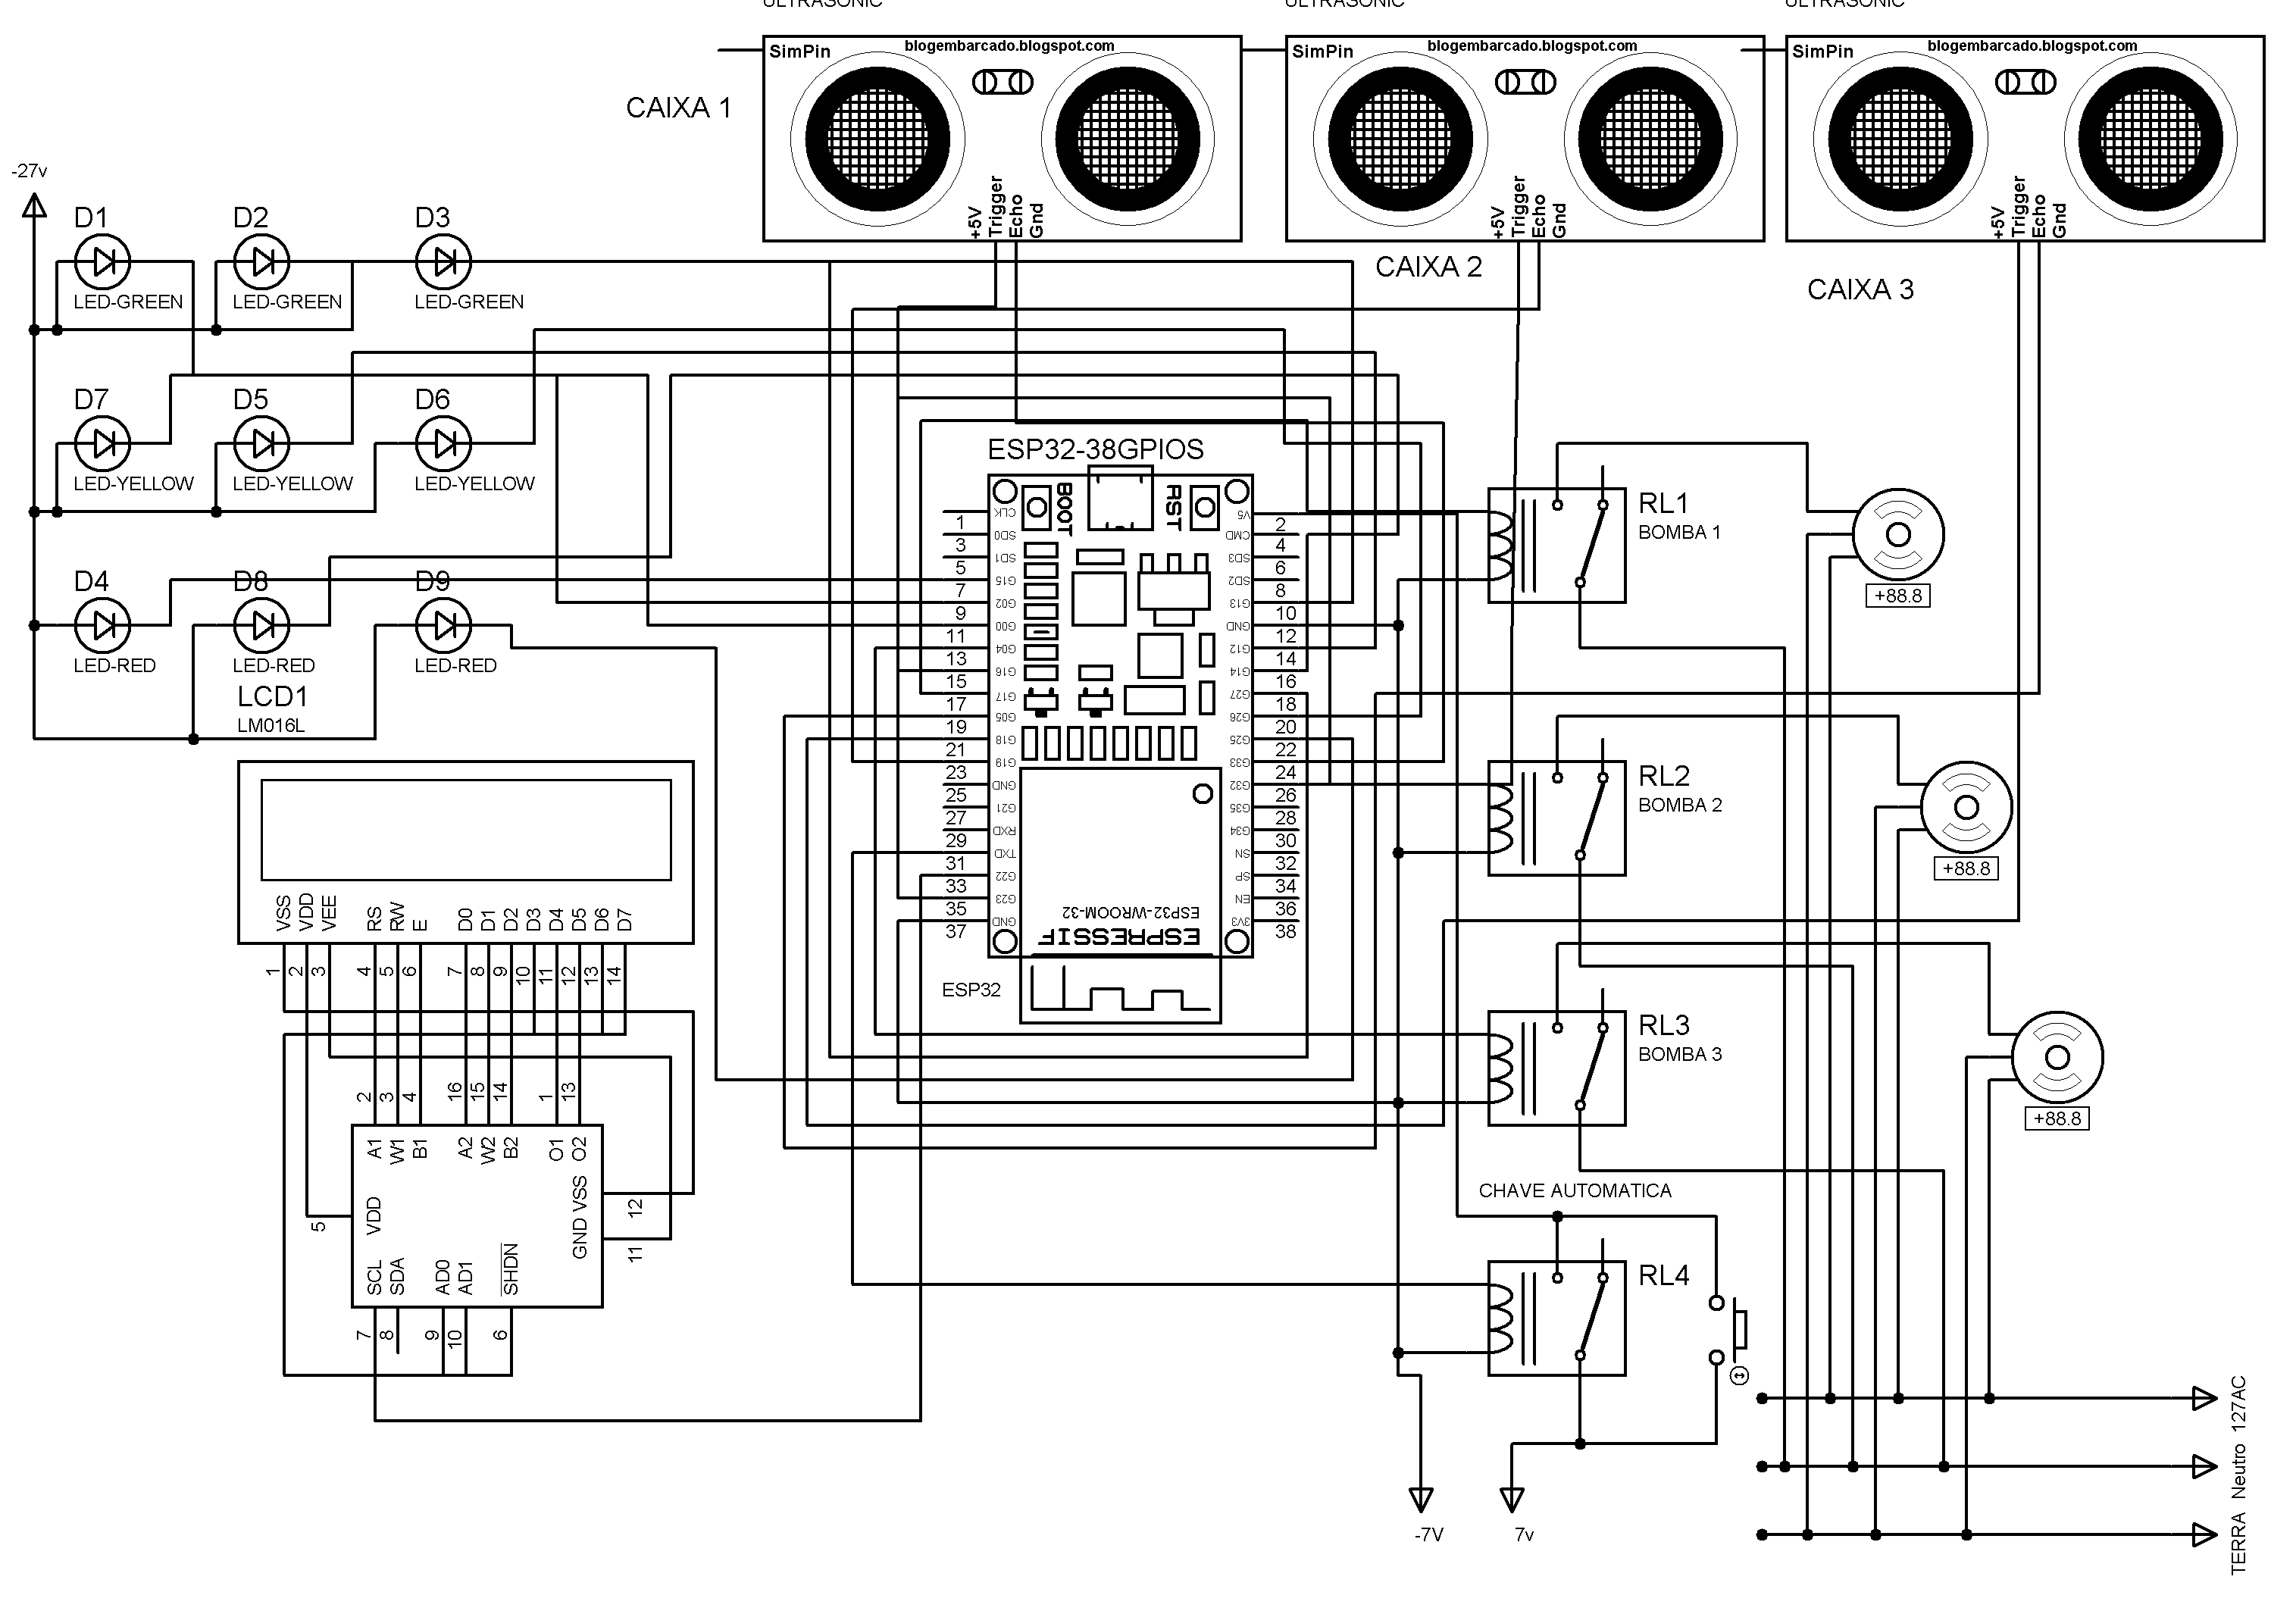 ULTRASONIC
ULTRASONIC
ULTRASONIC
SimPin
blogembarcado.blogspot.com
+5V
Trigger
Echo
Gnd
CAIXA 1
SimPin
blogembarcado.blogspot.com
+5V
Trigger
Echo
Gnd
CAIXA 2
SimPin
blogembarcado.blogspot.com
+5V
Trigger
Echo
Gnd
CAIXA 3
-27v
D1
LED-GREEN
D2
LED-GREEN
D3
LED-GREEN
D7
LED-YELLOW
D5
LED-YELLOW
D6
LED-YELLOW
D4
LED-RED
D8
LED-RED
D9
LED-RED
LCD1
LM016L
VSS
VDD
VEE
RS
RW
E
D0
D1
D2
D3
D4
D5
D6
D7
1
2
3
4
5
6
7
8
9
10
11
12
13
14
2
3
4
16
15
14
1
13
A1
W1
B1
A2
W2
B2
O1
O2
VDD
5
GND VSS
12
11
SCL
SDA
AD0
AD1
SHDN
7
8
9
10
6
ESP32-38GPIOS
BOOT
RST
CLK
1
SD0
3
SD1
5
G15
7
G02
9
G00
11
G04
13
G16
15
G17
17
G05
19
G18
21
G19
23
GND
25
G21
27
RXD
29
TXD
31
G22
33
G23
35
GND
37
V5
2
CMD
4
SD3
6
SD2
8
G13
10
GND
12
G12
14
G14
16
G27
18
G26
20
G25
22
G33
24
G32
26
G35
28
G34
30
SN
32
SP
34
EN
36
3V3
38
ESP32-WROOM-32
ESPRESSIF
ESP32
RL1
BOMBA 1
+88.8
RL2
BOMBA 2
+88.8
RL3
BOMBA 3
+88.8
CHAVE AUTOMATICA
RL4
-7V
7v
TERRA Neutro 127AC